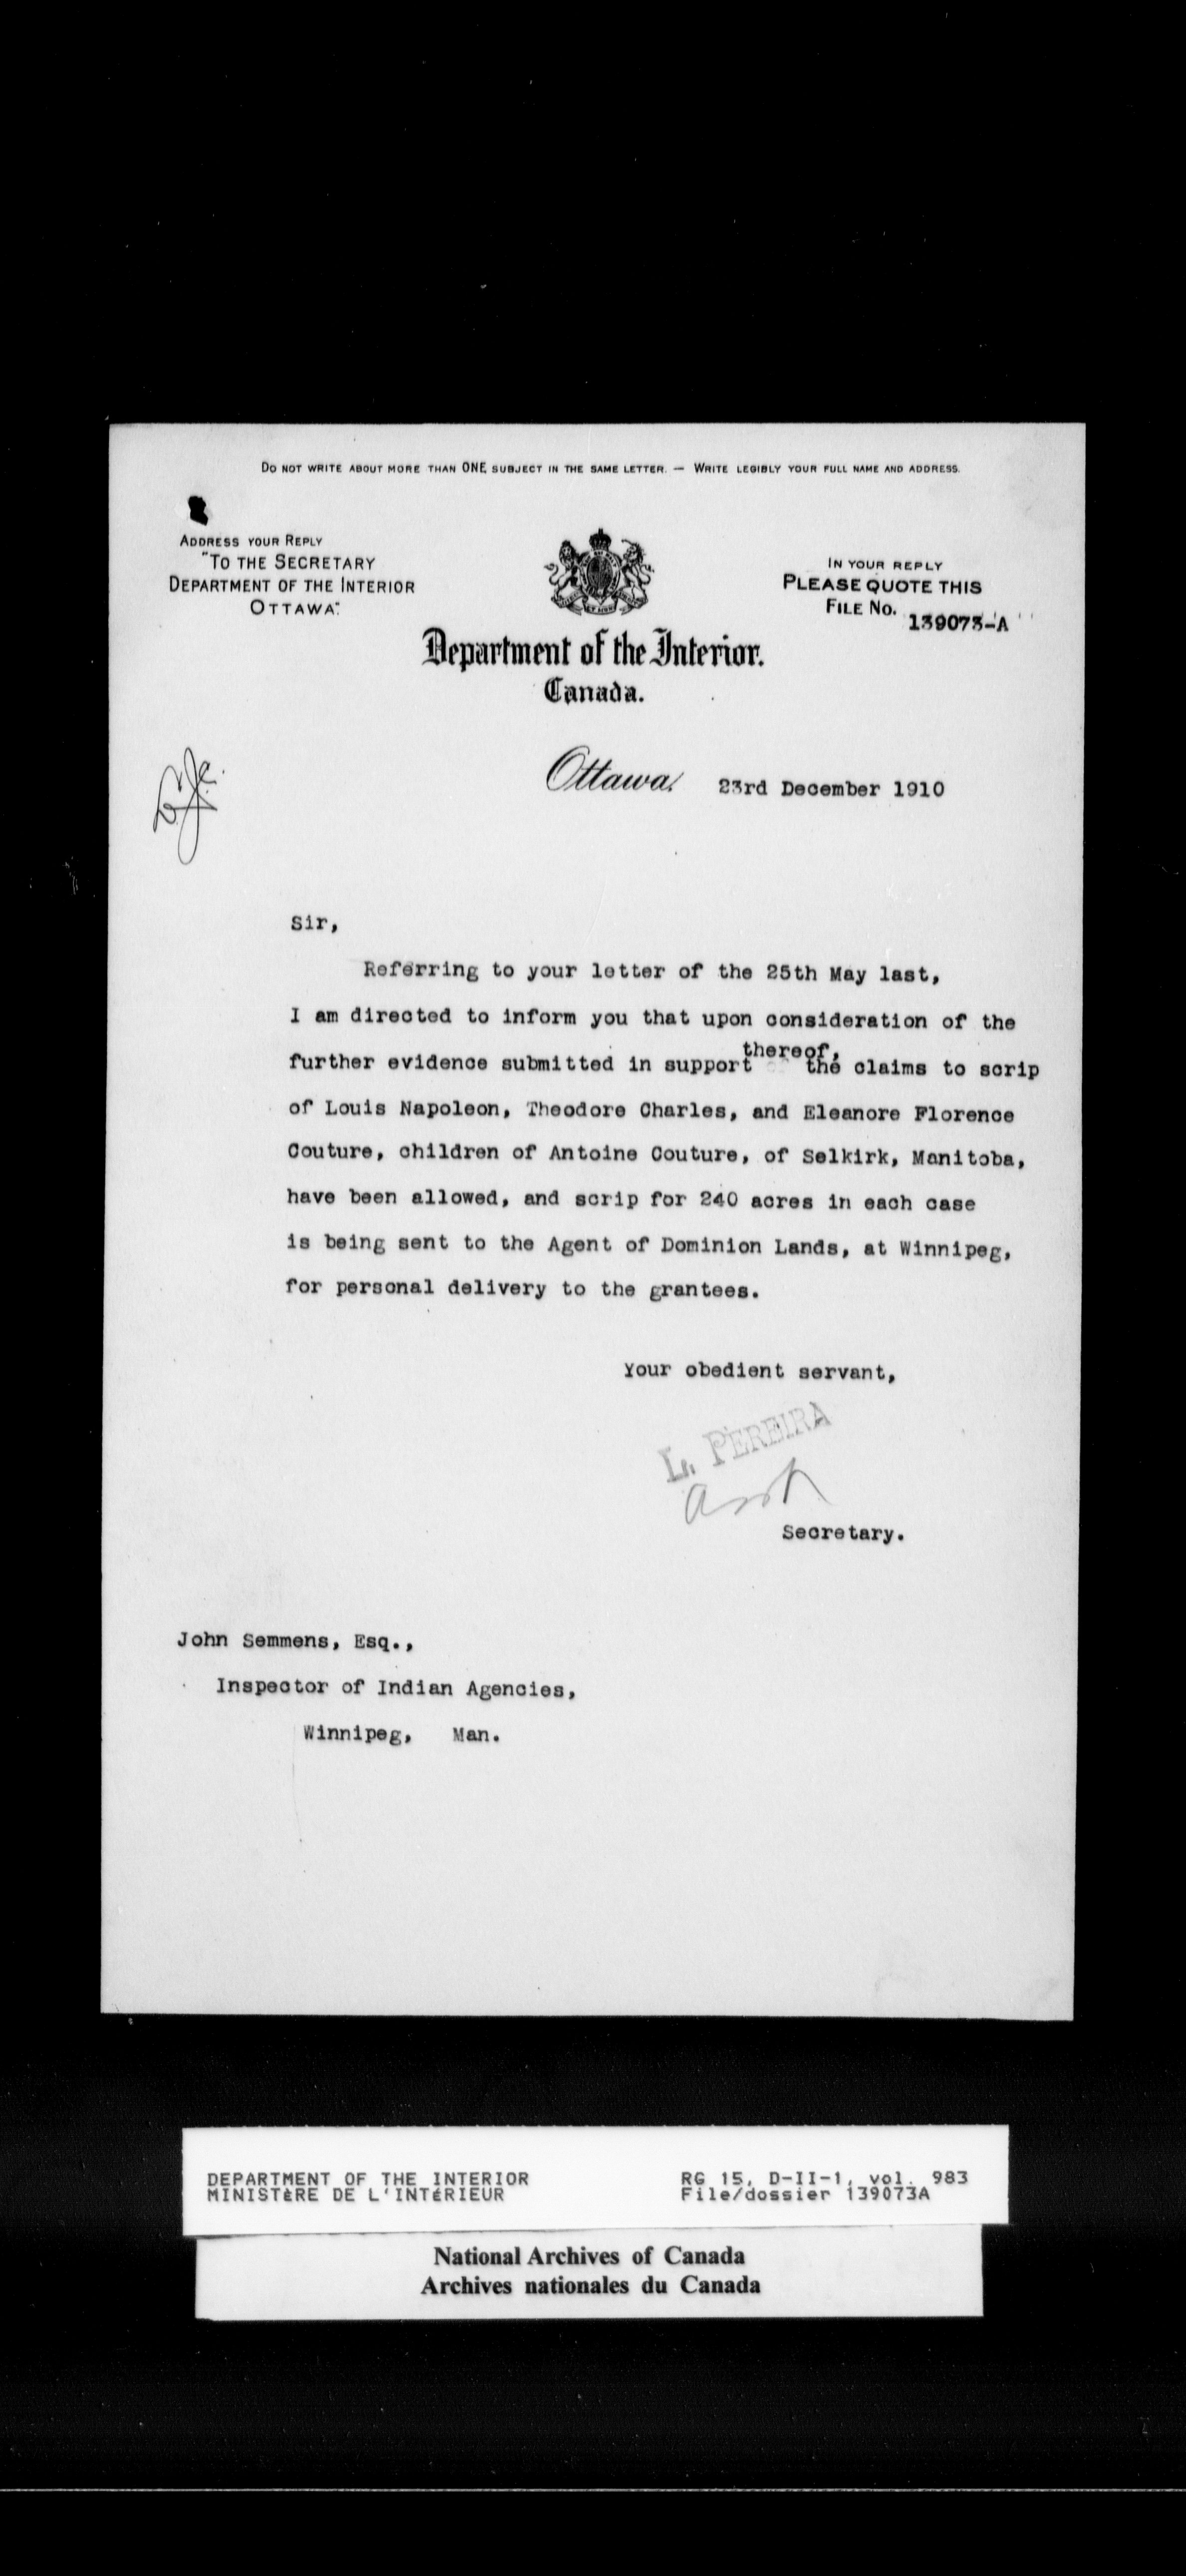 DO NOT WRITE ABOUT MORE THAN ONE SUBJECT IN THE SAME LETTER. — WRITE LEGIBLY YOUR FULL NAME AND ADDRESS.
ADDRESS YOUR REPLY
"TO THE SECRETARY
DEPARTMENT OF THE INTERIOR
OTTAWA."
IN YOUR REPLY
PLEASE QUOTE THIS
FILE NO. 139073-A
Department of the Interior.
Canada.
Ottawa, 23rd December 1910
Sir,
Referring to your letter of the 25th May last,
I am directed to inform you that upon consideration of the
further evidence submitted in support thereof, the claims to scrip
of Louis Napoleon, Theodore Charles, and Eleanore Florence
Couture, children of Antoine Couture, of Selkirk, Manitoba,
have been allowed, and scrip for 240 acres in each case
is being sent to the Agent of Dominion Lands, at Winnipeg,
for personal delivery to the grantees.
Your obedient servant,
L. PEREIRA
Asst
Secretary.
John Semmens, Esq.,
Inspector of Indian Agencies,
Winnipeg, Man.
DEPARTMENT OF THE INTERIOR
MINISTÈRE DE L'INTÉRIEUR
RG 15, D-II-1, vol. 983
File/dossier 139073A
National Archives of Canada
Archives nationales du Canada